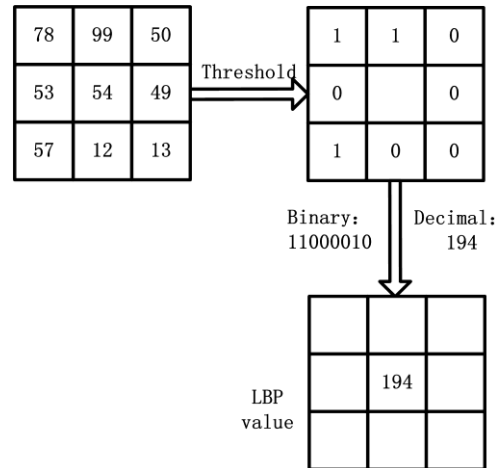 78 99 50
53 54 49
57 12 13
Threshold
1 1 0
0 0
1 0 0
Binary:
11000010
Decimal:
194
194
LBP
value